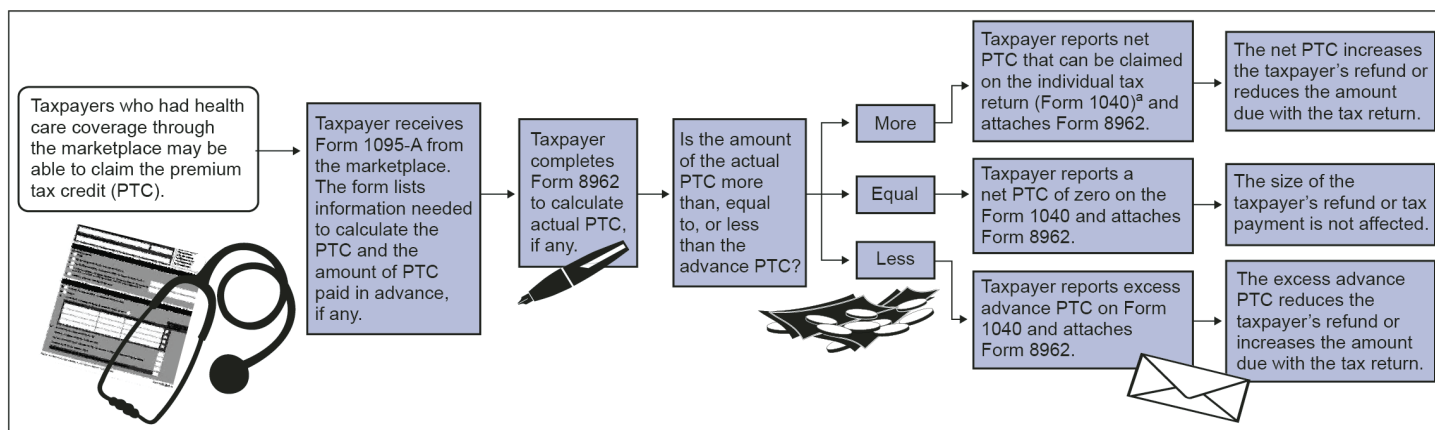 Taxpayers who had health
care coverage through
the marketplace may be
able to claim the premium
tax credit (PTC).
Taxpayer receives
Form 1095-A from
the marketplace.
The form lists
information needed
to calculate the
PTC and the
amount of PTC
paid in advance,
if any.
Taxpayer
completes
Form 8962
to calculate
actual PTC,
if any.
Is the amount
of the actual
PTC more
than, equal
to, or less
than the
advance PTC?
More
Taxpayer reports net
PTC that can be claimed
on the individual tax
return (Form 1040)ª and
attaches Form 8962.
The net PTC increases
the taxpayer’s refund or
reduces the amount
due with the tax return.
Equal
Taxpayer reports a
net PTC of zero on the
Form 1040 and attaches
Form 8962.
The size of the
taxpayer’s refund or tax
payment is not affected.
Less
Taxpayer reports excess
advance PTC on Form
1040 and attaches
Form 8962.
The excess advance
PTC reduces the
taxpayer’s refund or
increases the amount
due with the tax return.